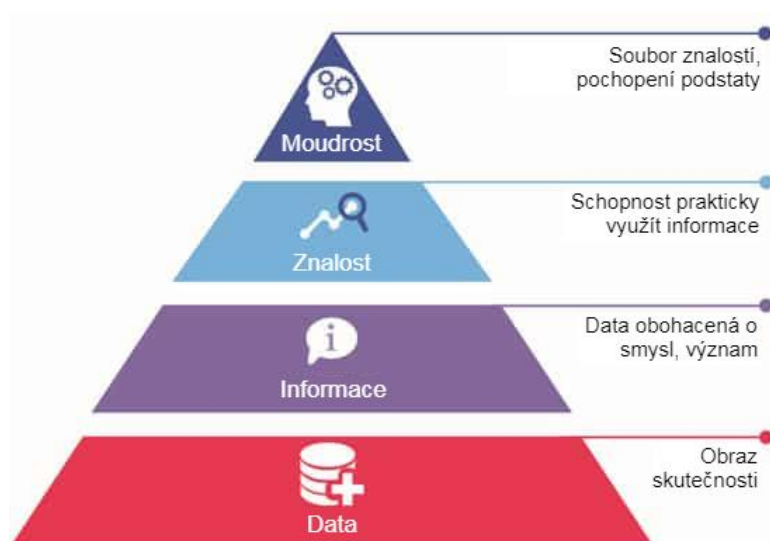 Soubor znalostí,
pochopení podstaty
Moudrost
Schopnost prakticky
využít informace
Znalost
Data obohacená o
smysl, význam
i
Informace
Obraz
skutečnosti
Data